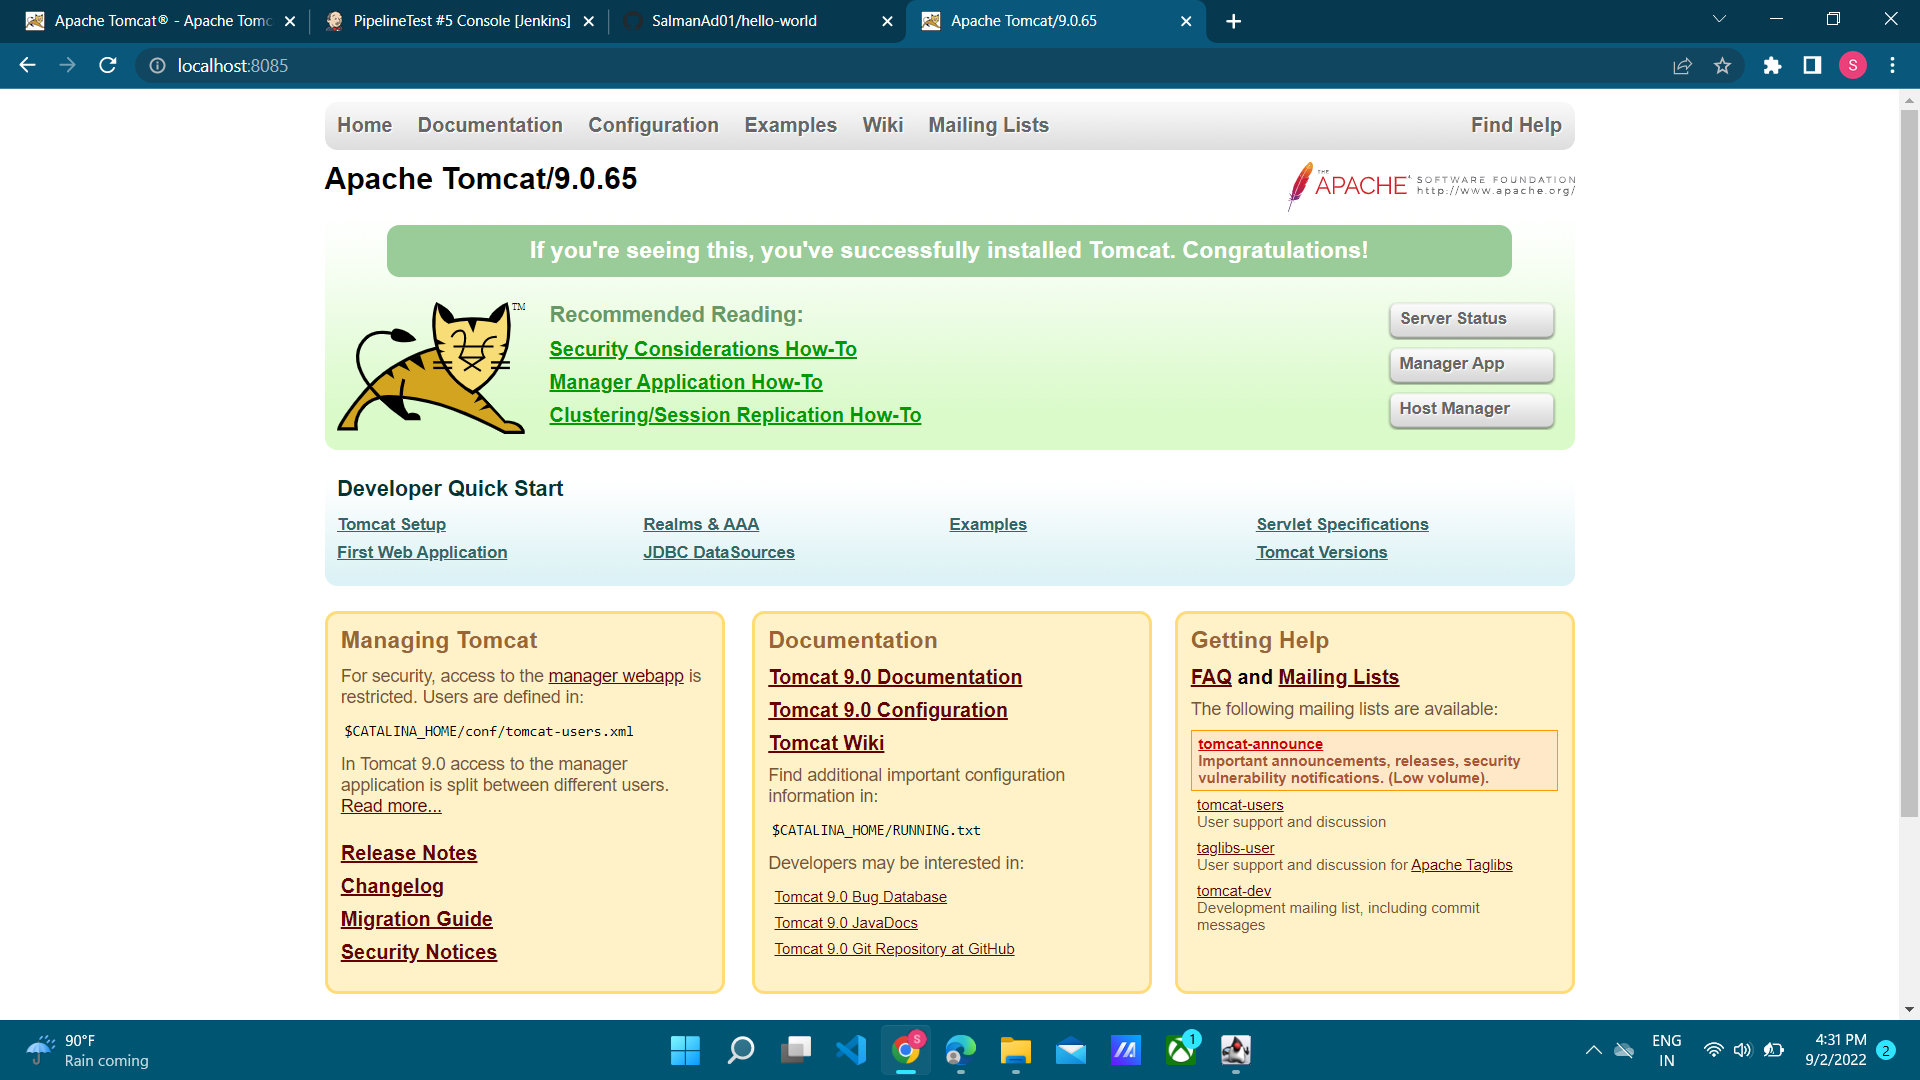 Apache Tomcat® - Apache Tomc
PipelineTest #5 Console [Jenkins]
SalmanAd01/hello-world
Apache Tomcat/9.0.65
localhost:8085
S
Home Documentation Configuration Examples Wiki Mailing Lists Find Help
Apache Tomcat/9.0.65
THE APACHE SOFTWARE FOUNDATION
http://www.apache.org/
If you're seeing this, you've successfully installed Tomcat. Congratulations!
TM
Recommended Reading:
Security Considerations How-To
Manager Application How-To
Clustering/Session Replication How-To
Server Status
Manager App
Host Manager
Developer Quick Start
Tomcat Setup
First Web Application
Realms & AAA
JDBC DataSources
Examples
Servlet Specifications
Tomcat Versions
Managing Tomcat
For security, access to the manager webapp is
restricted. Users are defined in:
$CATALINA_HOME/conf/tomcat-users.xml
In Tomcat 9.0 access to the manager
application is split between different users.
Read more...
Release Notes
Changelog
Migration Guide
Security Notices
Documentation
Tomcat 9.0 Documentation
Tomcat 9.0 Configuration
Tomcat Wiki
Find additional important configuration
information in:
$CATALINA_HOME/RUNNING.txt
Developers may be interested in:
Tomcat 9.0 Bug Database
Tomcat 9.0 JavaDocs
Tomcat 9.0 Git Repository at GitHub
Getting Help
FAQ and Mailing Lists
The following mailing lists are available:
tomcat-announce
Important announcements, releases, security
vulnerability notifications. (Low volume).
tomcat-users
User support and discussion
taglibs-user
User support and discussion for Apache Taglibs
tomcat-dev
Development mailing list, including commit
messages
90°F
Rain coming
S
1
ENG
IN
4:31 PM
9/2/2022
2